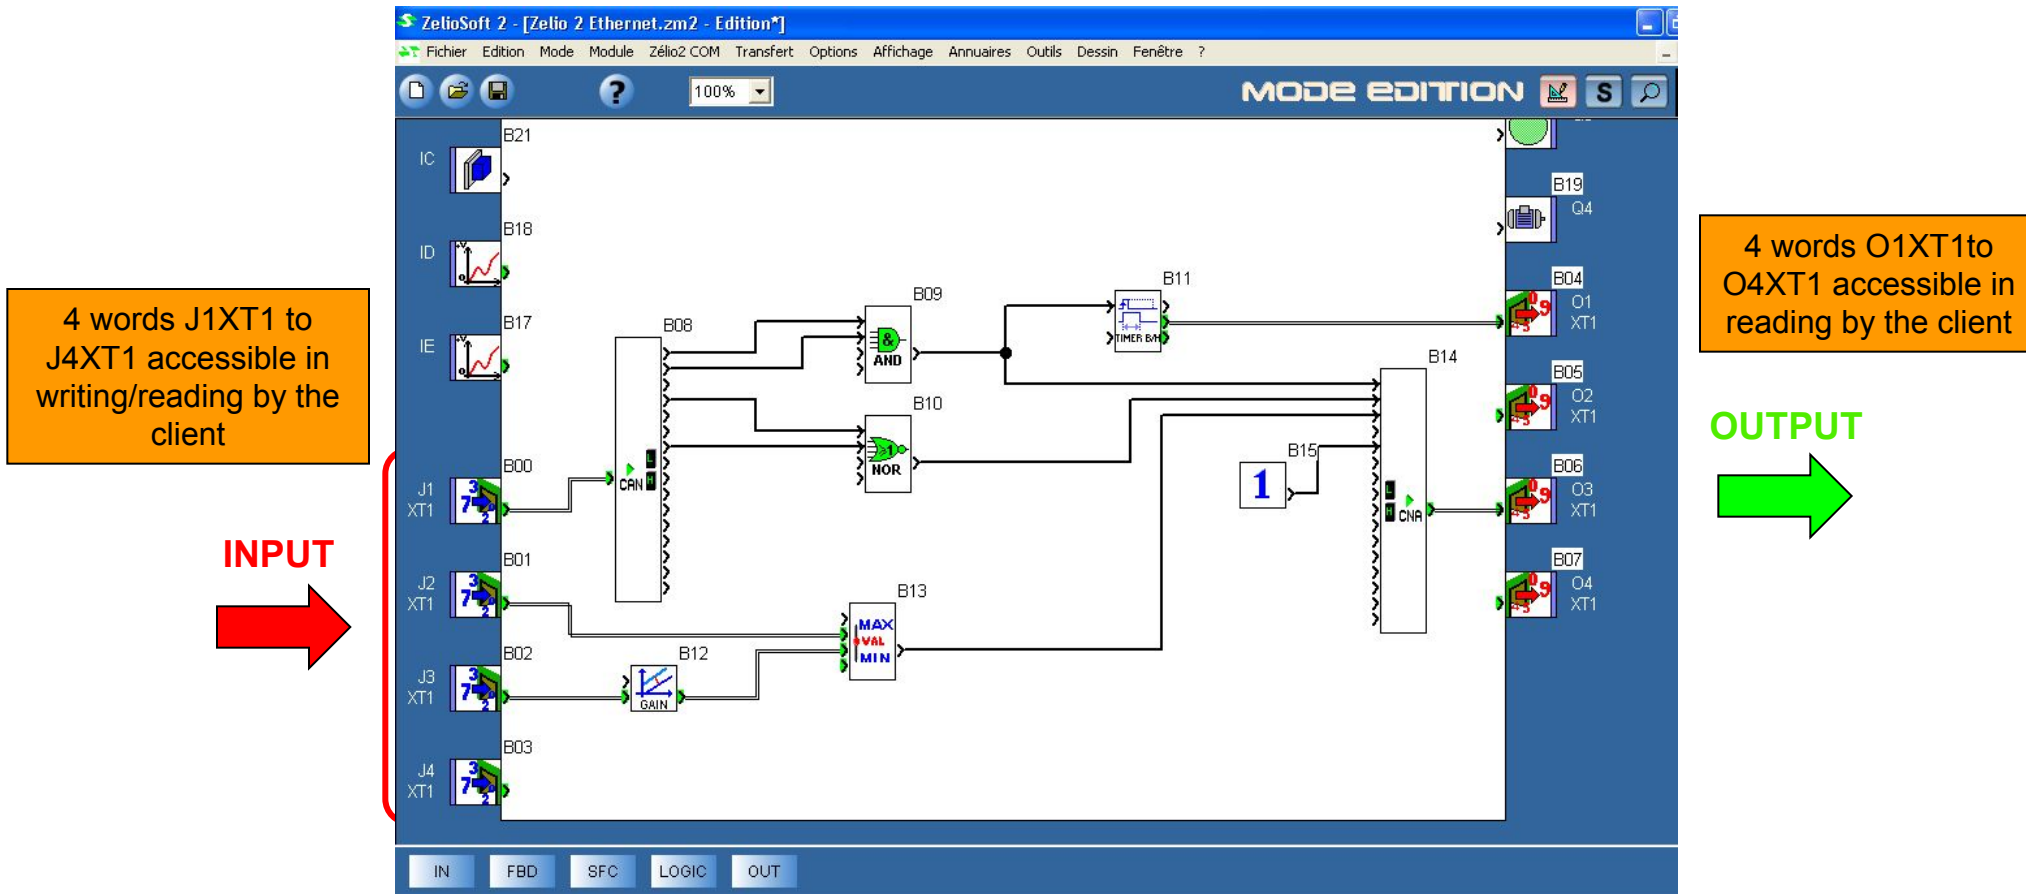 ZelioSoft 2 - [Zelio 2 Ethernet.zm2 - Edition*]
Fichier Edition Mode Module Zélio2 COM Transfert Options Affichage Annuaires Outils Dessin Fenêtre ?
100%
MODE EDITION
S
4 words J1XT1 to
J4XT1 accessible in
writing/reading by the
client
INPUT
IC
B21
ID
B18
IE
B17
J1
XT1
B00
J2
XT1
B01
J3
XT1
B02
J4
XT1
B03
B08
CAN
L
H
B09
&
AND
B10
≥1
NOR
B11
TIMER B/H
B12
GAIN
B13
MAX
VAL
MIN
B15
1
B14
L
H
CNA
B19
Q4
B04
O1
XT1
B05
O2
XT1
B06
O3
XT1
B07
O4
XT1
4 words O1XT1to
O4XT1 accessible in
reading by the client
OUTPUT
IN FBD SFC LOGIC OUT